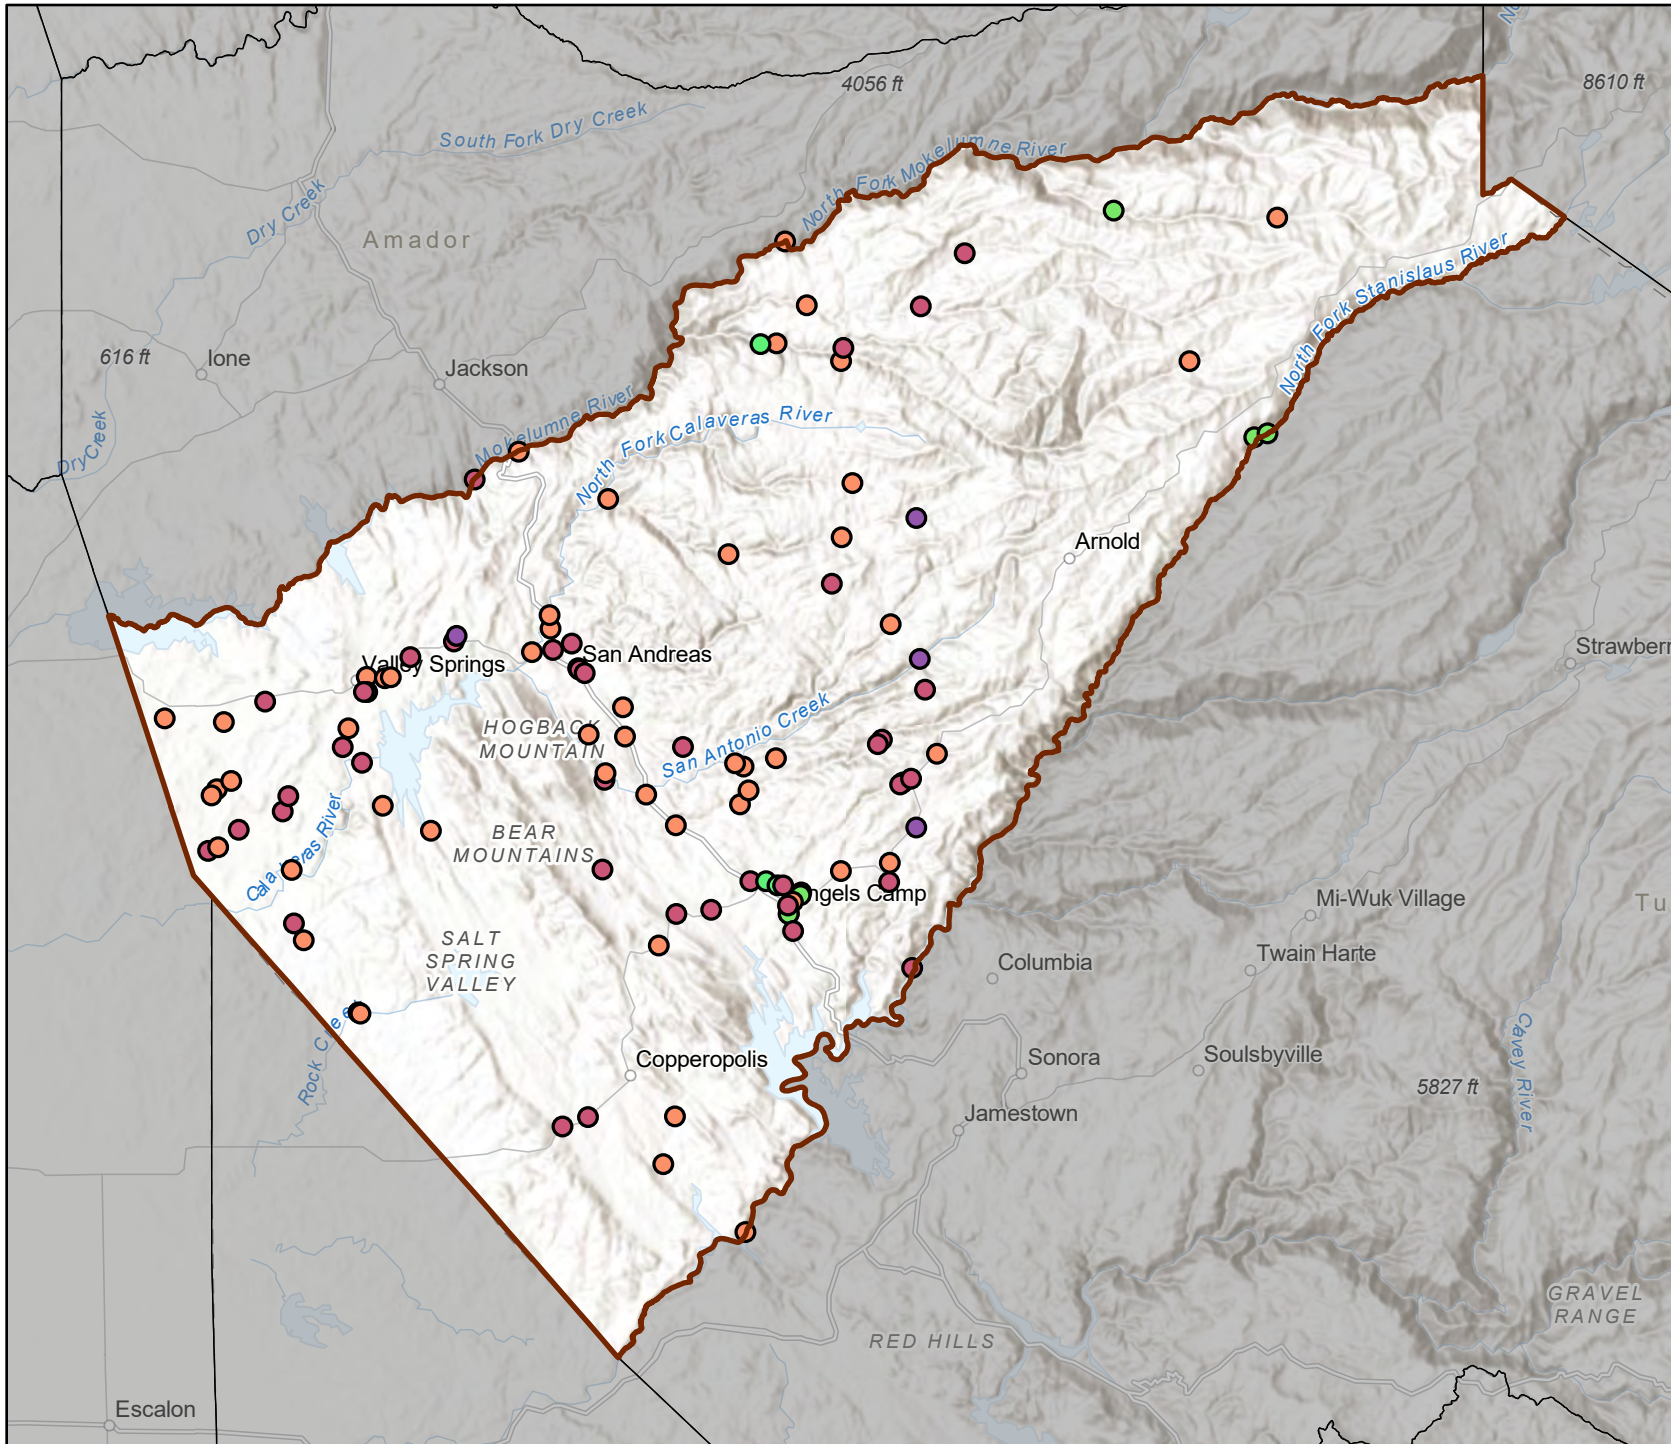 4056 ft
8610 ft
South Fork Dry Creek
North Fork Mokelumne River
Dry Creek
Amador
North Fork Stanislaus River
616 ft
Ione
Jackson
Mokelumne River
North Fork Calaveras River
Dry Creek
Arnold
Strawberr
Valley Springs
San Andreas
HOGBACK
MOUNTAIN
San Antonio Creek
BEAR
MOUNTAINS
Calaveras River
ngels Camp
Mi-Wuk Village
Tu
SALT
SPRING
VALLEY
Columbia
Twain Harte
Rock Creek
Copperopolis
Sonora
Soulsbyville
Cavey River
5827 ft
Jamestown
GRAVEL
RANGE
RED HILLS
Escalon